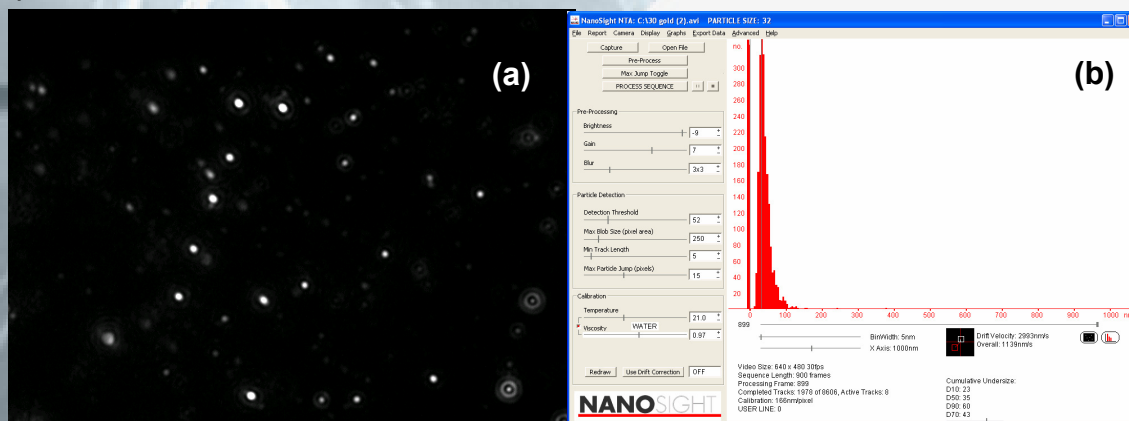 (a)
NanoSight NTA: C:\30 gold (2).avi PARTICLE SIZE: 32
File Report Camera Display Graphs Export Data Advanced Help
Capture Open File
Pre-Process
Max Jump Toggle
PROCESS SEQUENCE
Pre-Processing
Brightness
-9
Gain
7
Blur
3x3
Particle Detection
Detection Threshold
52
Max Blob Size (pixel area)
250
Min Track Length
5
Max Particle Jump (pixels)
15
Calibration
Temperature
21.0
Viscosity WATER
0.97
Redraw Use Drift Correction OFF
NANOSIGHT
(b)
no.
300
280
260
240
220
200
180
160
140
120
100
80
60
40
20
0 100 200 300 400 500 600 700 800 900 1000
899
BinWidth: 5nm
X Axis: 1000nm
Drift Velocity: 2993nm/s
Overall: 1139nm/s
Video Size: 640 x 480 30fps
Sequence Length: 900 frames
Processing Frame: 899
Completed Tracks: 1978 of 8606, Active Tracks: 8
Calibration: 166nm/pixel
USER LINE: 0
Cumulative Undersize:
D10: 23
D50: 35
D90: 60
D70: 43